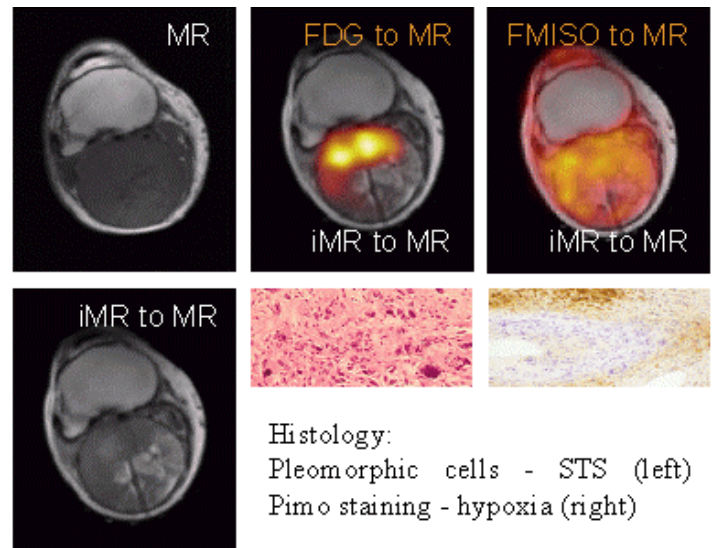 MR
FDG to MR
iMR to MR
FMISO to MR
iMR to MR
iMR to MR
Histology:
Pleomorphic cells - STS (left)
Pimo staining - hypoxia (right)